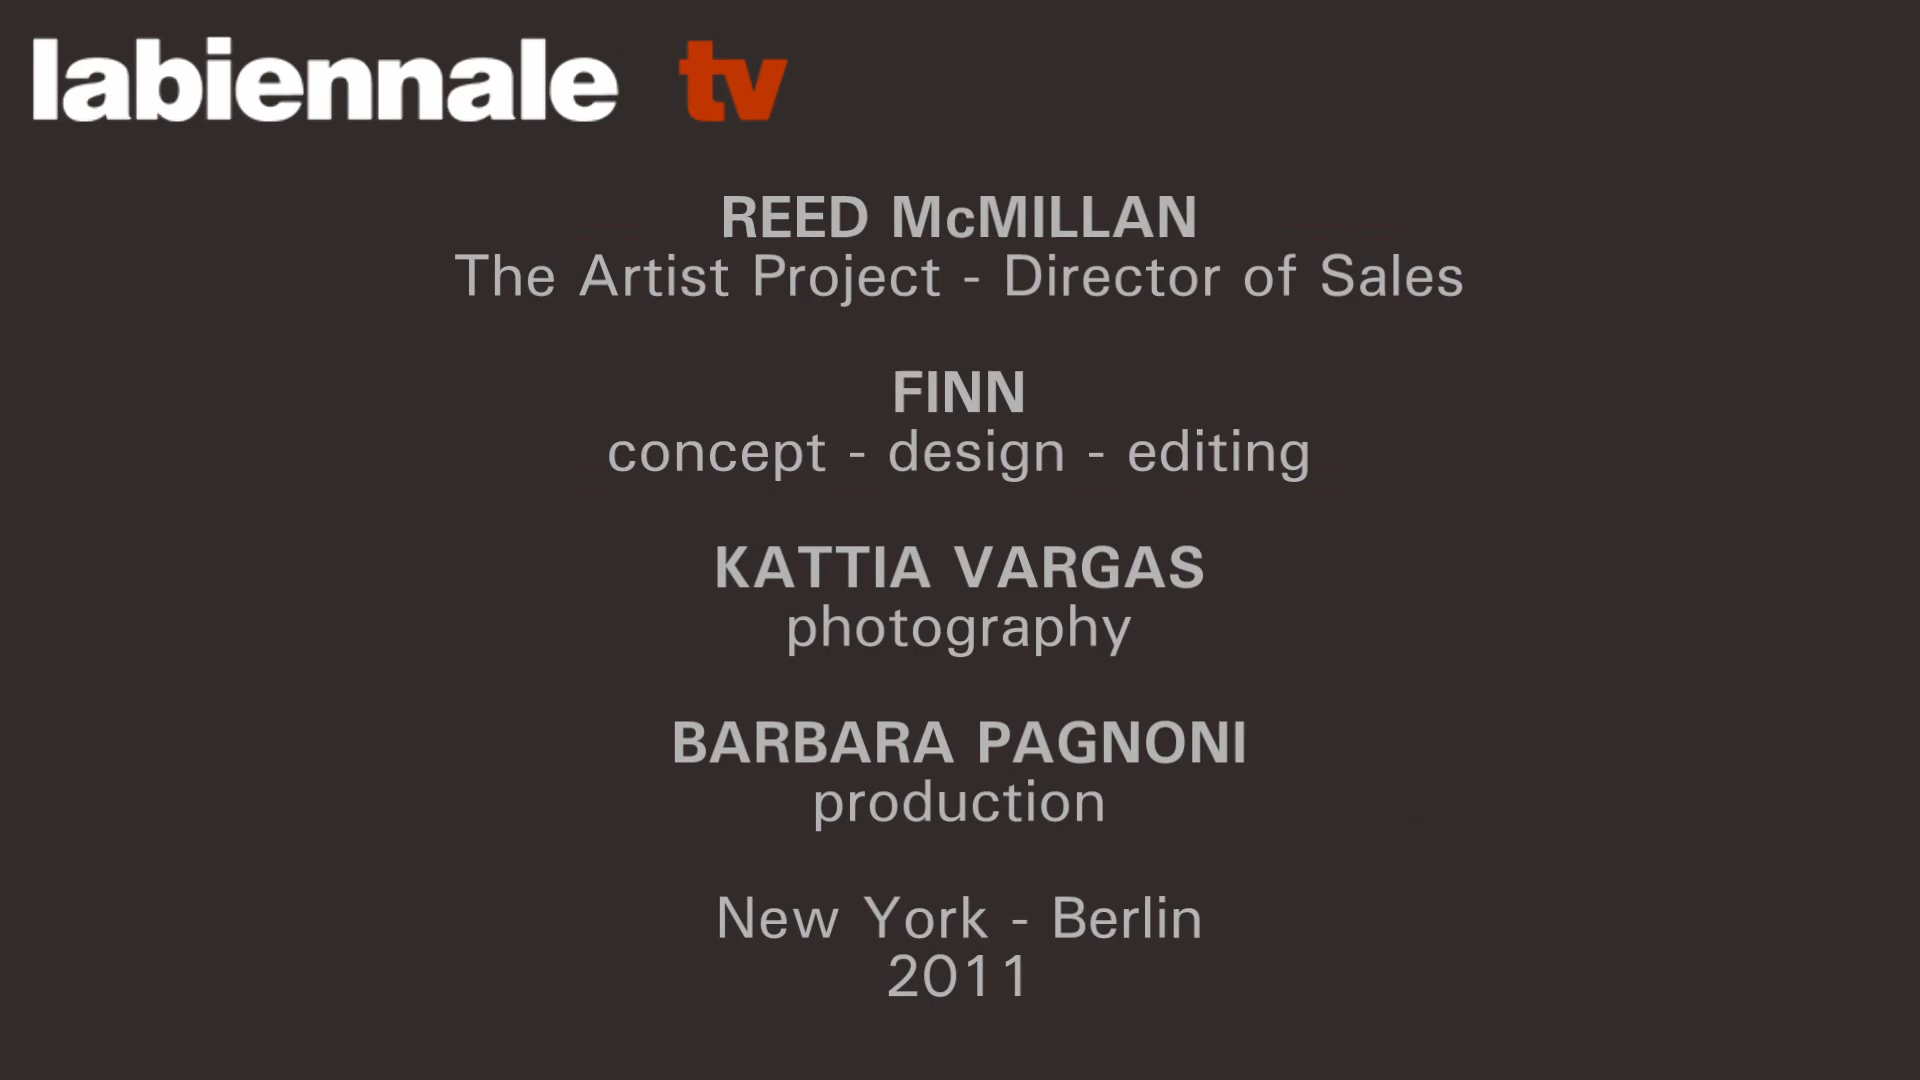 labiennale tv
REED McMILLAN
The Artist Project - Director of Sales
FINN
concept - design - editing
KATTIA VARGAS
photography
BARBARA PAGNONI
production
New York - Berlin
2011